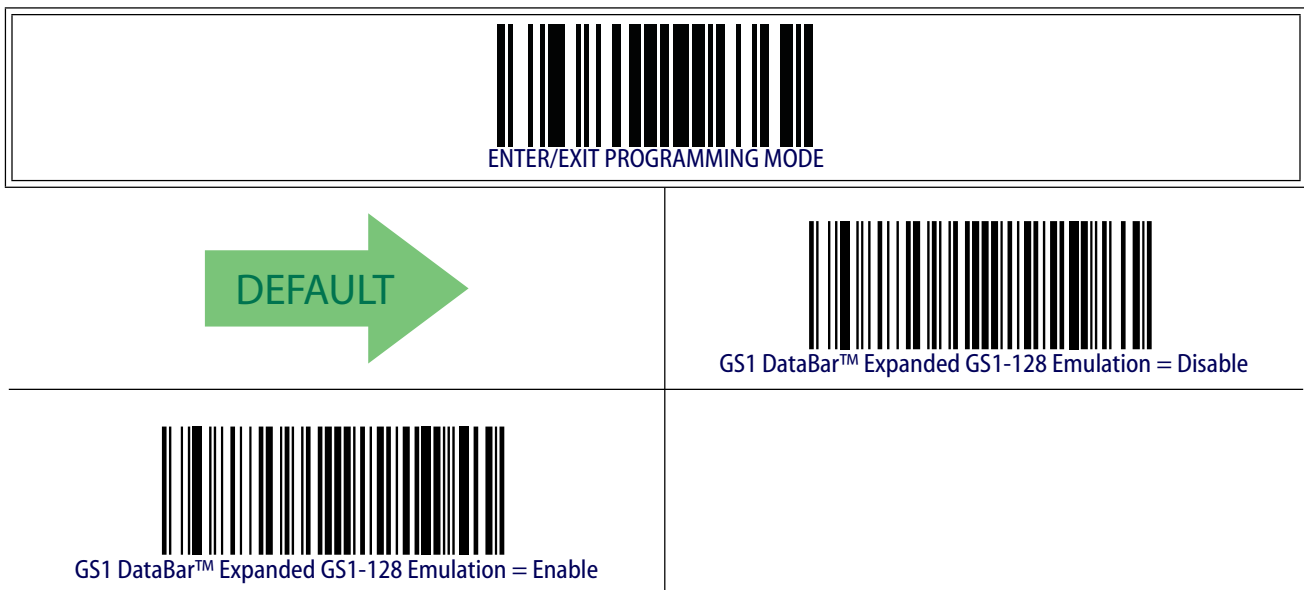 ENTER/EXIT PROGRAMMING MODE
DEFAULT
GS1 DataBar™ Expanded GS1-128 Emulation = Disable
GS1 DataBar™ Expanded GS1-128 Emulation = Enable